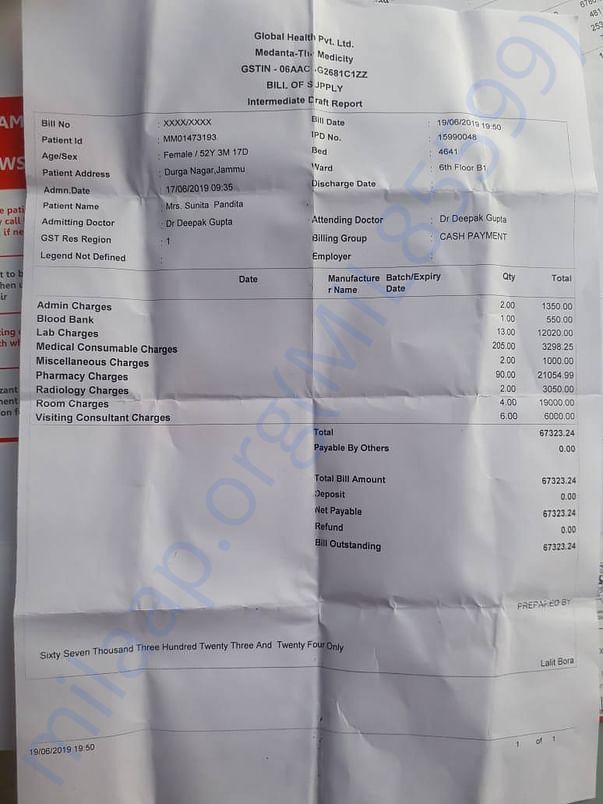 Global Health Pvt. Ltd.
Medanta-The Medicity
GSTIN - 06AAC G2681C1ZZ
BILL OF SUPPLY
Intermediate Draft Report
Bill No : XXXX/XXXX Bill Date : 19/06/2019 19:50
Patient Id : MM01473193 IPD No. : 15990048
Age/Sex : Female / 52Y 3M 17D Bed : 4641
Patient Address : Durga Nagar,Jammu Ward : 6th Floor B1
Admn.Date : 17/06/2019 09:35 Discharge Date :
Patient Name : Mrs. Sunita Pandita
Admitting Doctor : Dr Deepak Gupta Attending Doctor : Dr Deepak Gupta
GST Res Region : 1 Billing Group : CASH PAYMENT
Legend Not Defined : Employer :
Date Manufacture Batch/Expiry Qty Total
r Name Date
Admin Charges 2.00 1350.00
Blood Bank 1.00 550.00
Lab Charges 13.00 12020.00
Medical Consumable Charges 205.00 3298.25
Miscellaneous Charges 2.00 1000.00
Pharmacy Charges 90.00 21054.99
Radiology Charges 2.00 3050.00
Room Charges 4.00 19000.00
Visiting Consultant Charges 6.00 6000.00
Total 67323.24
Payable By Others 0.00
Total Bill Amount 67323.24
Deposit 0.00
Net Payable 67323.24
Refund 0.00
Bill Outstanding 67323.24
PREPARED BY
Sixty Seven Thousand Three Hundred Twenty Three And Twenty Four Only
Lalit Bora
19/06/2019 19:50 1 of 1